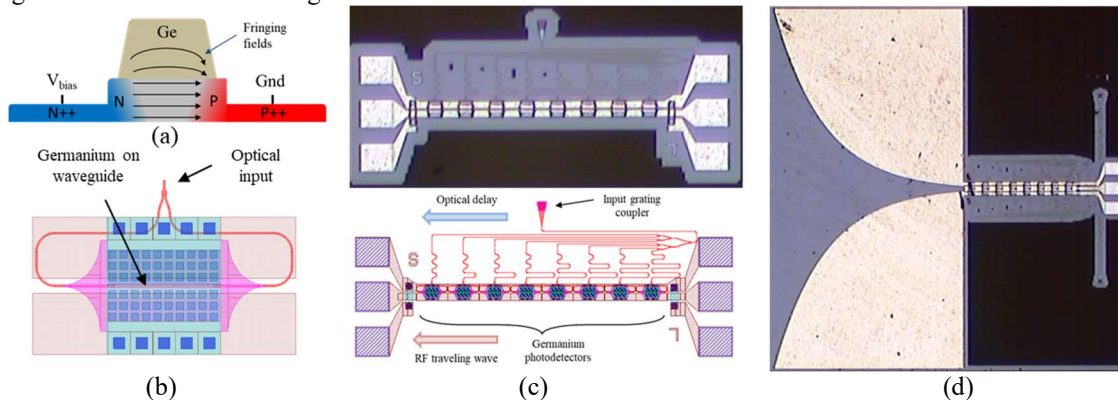 Ge
Fringing
fields
V_bias
Gnd
N
P
N++
P++
(a)
Germanium on
waveguide
Optical
input
(b)
S
L
Optical delay
Input grating
coupler
S
L
RF traveling wave
Germanium
photodetectors
(c)
(d)